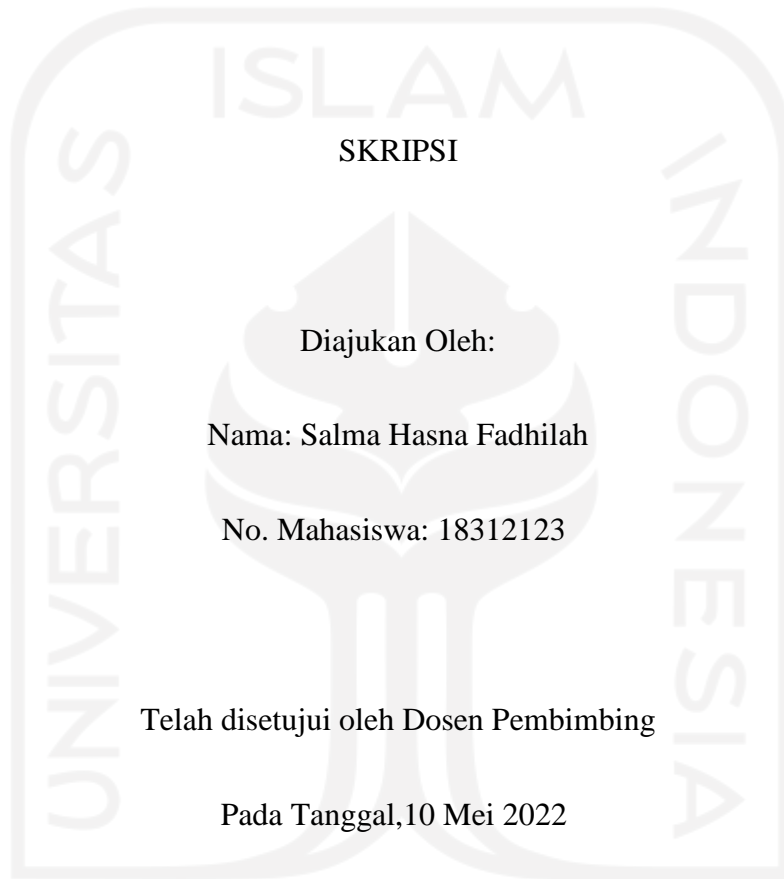 ISLAM
UNIVERSITAS
INDONESIA
SKRIPSI
Diajukan Oleh:
Nama: Salma Hasna Fadhilah
No. Mahasiswa: 18312123
Telah disetujui oleh Dosen Pembimbing
Pada Tanggal,10 Mei 2022